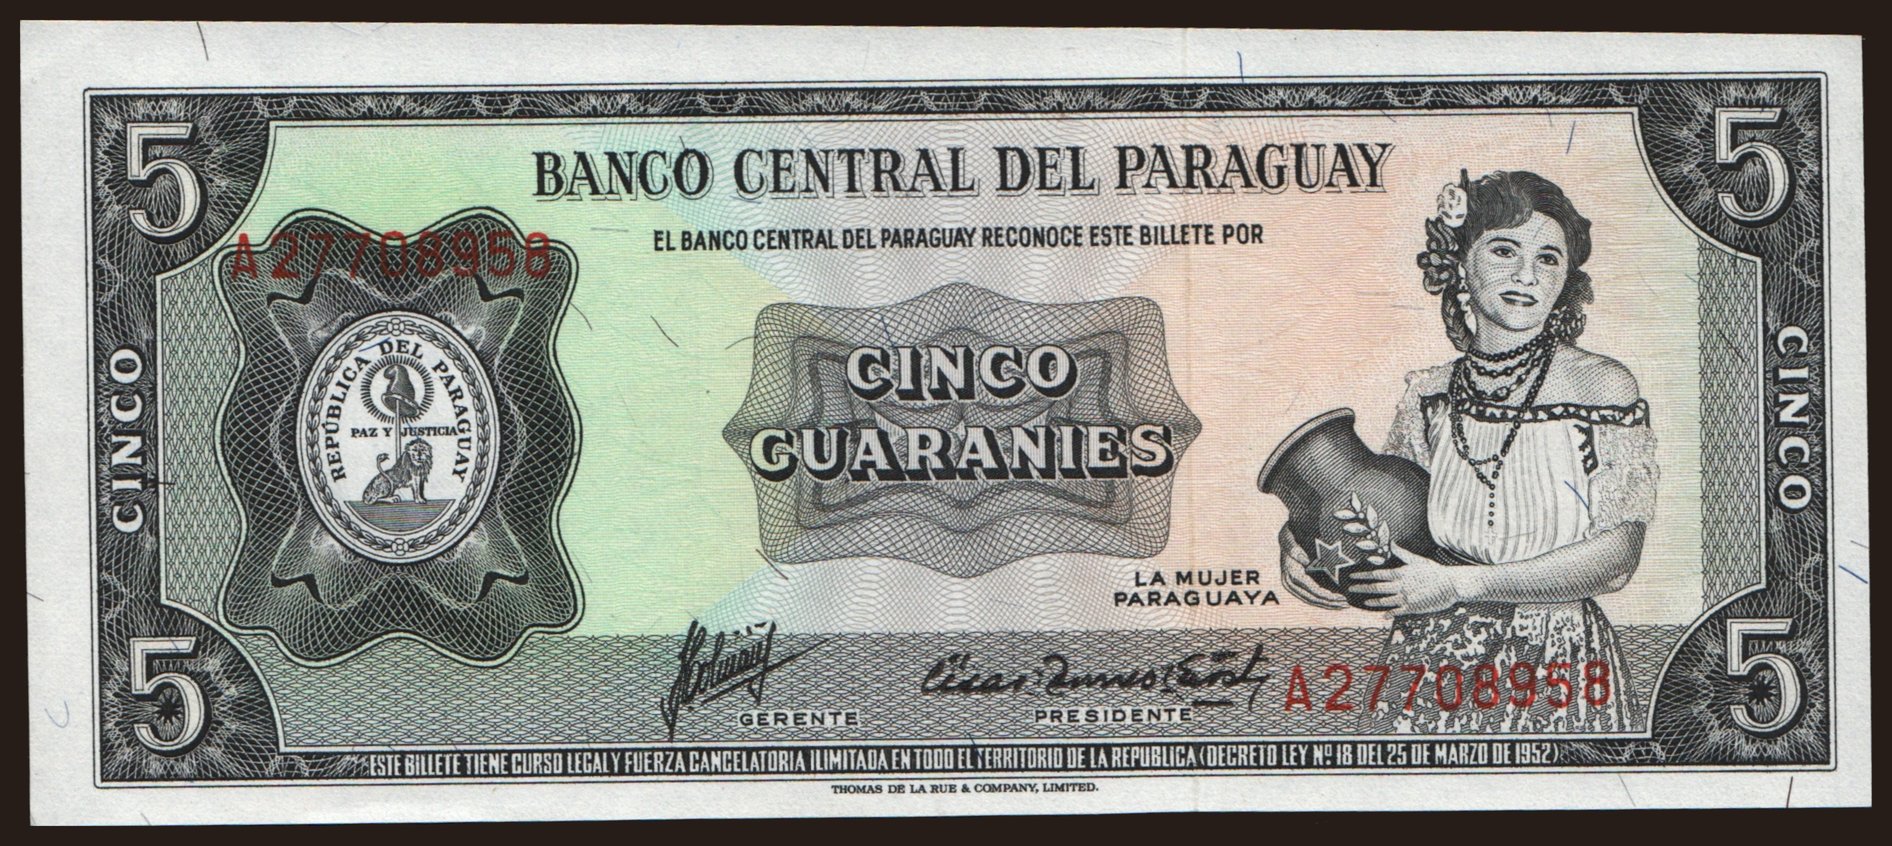 5
5
BANCO CENTRAL DEL PARAGUAY
EL BANCO CENTRAL DEL PARAGUAY RECONOCE ESTE BILLETE POR
A27708958
REPÚBLICA DEL PARAGUAY
PAZ Y JUSTICIA
CINCO
CINCO
GUARANIES
CINCO
LA MUJER
PARAGUAYA
5
5
GERENTE
PRESIDENTE
A27708958
ESTE BILLETE TIENE CURSO LEGAL Y FUERZA CANCELATORIA ILIMITADA EN TODO EL TERRITORIO DE LA REPUBLICA (DECRETO LEY Nº 18 DEL 25 DE MARZO DE 1952)
THOMAS DE LA RUE & COMPANY, LIMITED.